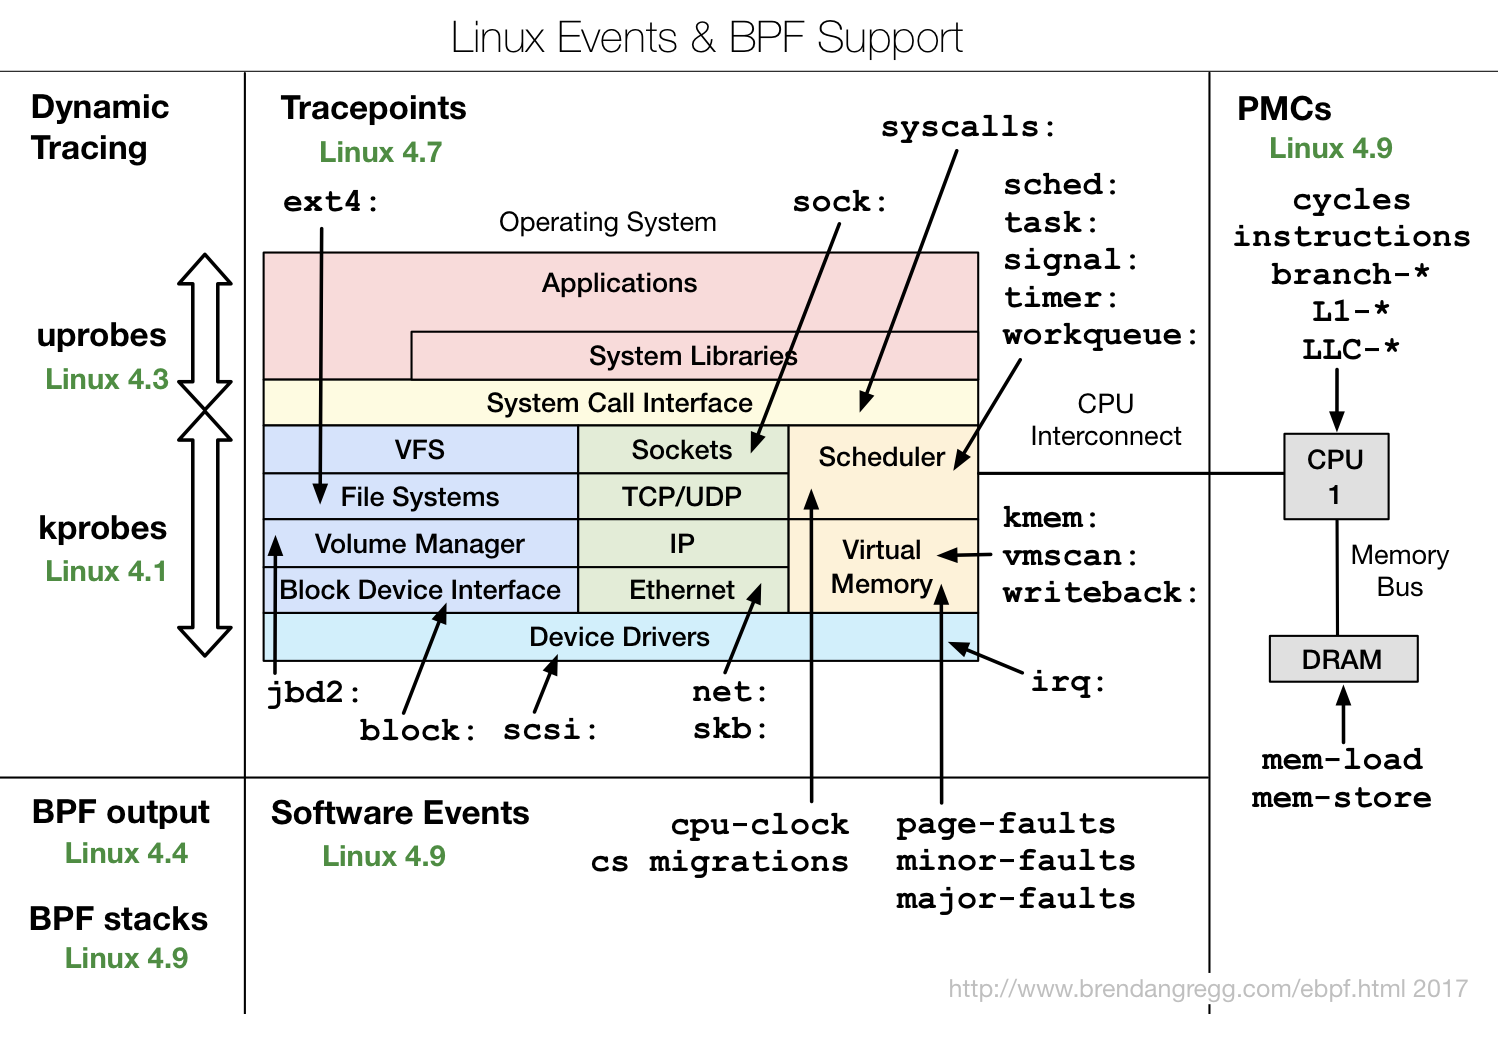 Linux Events & BPF Support
Dynamic
Tracing
uprobes
Linux 4.3
kprobes
Linux 4.1
BPF output
Linux 4.4
BPF stacks
Linux 4.9
Tracepoints
Linux 4.7
syscalls:
ext4:
Operating System
sock:
sched:
task:
signal:
timer:
workqueue:
Applications
System Libraries
System Call Interface
VFS
Sockets
Scheduler
File Systems
TCP/UDP
Volume Manager
IP
Virtual
Memory
Block Device Interface
Ethernet
Device Drivers
kmem:
vmscan:
writeback:
irq:
jbd2:
block:
scsi:
net:
skb:
CPU
Interconnect
Software Events
Linux 4.9
cpu-clock
cs migrations
page-faults
minor-faults
major-faults
PMCs
Linux 4.9
cycles
instructions
branch-*
L1-*
LLC-*
CPU
1
Memory
Bus
DRAM
mem-load
mem-store
http://www.brendangregg.com/ebpf.html 2017